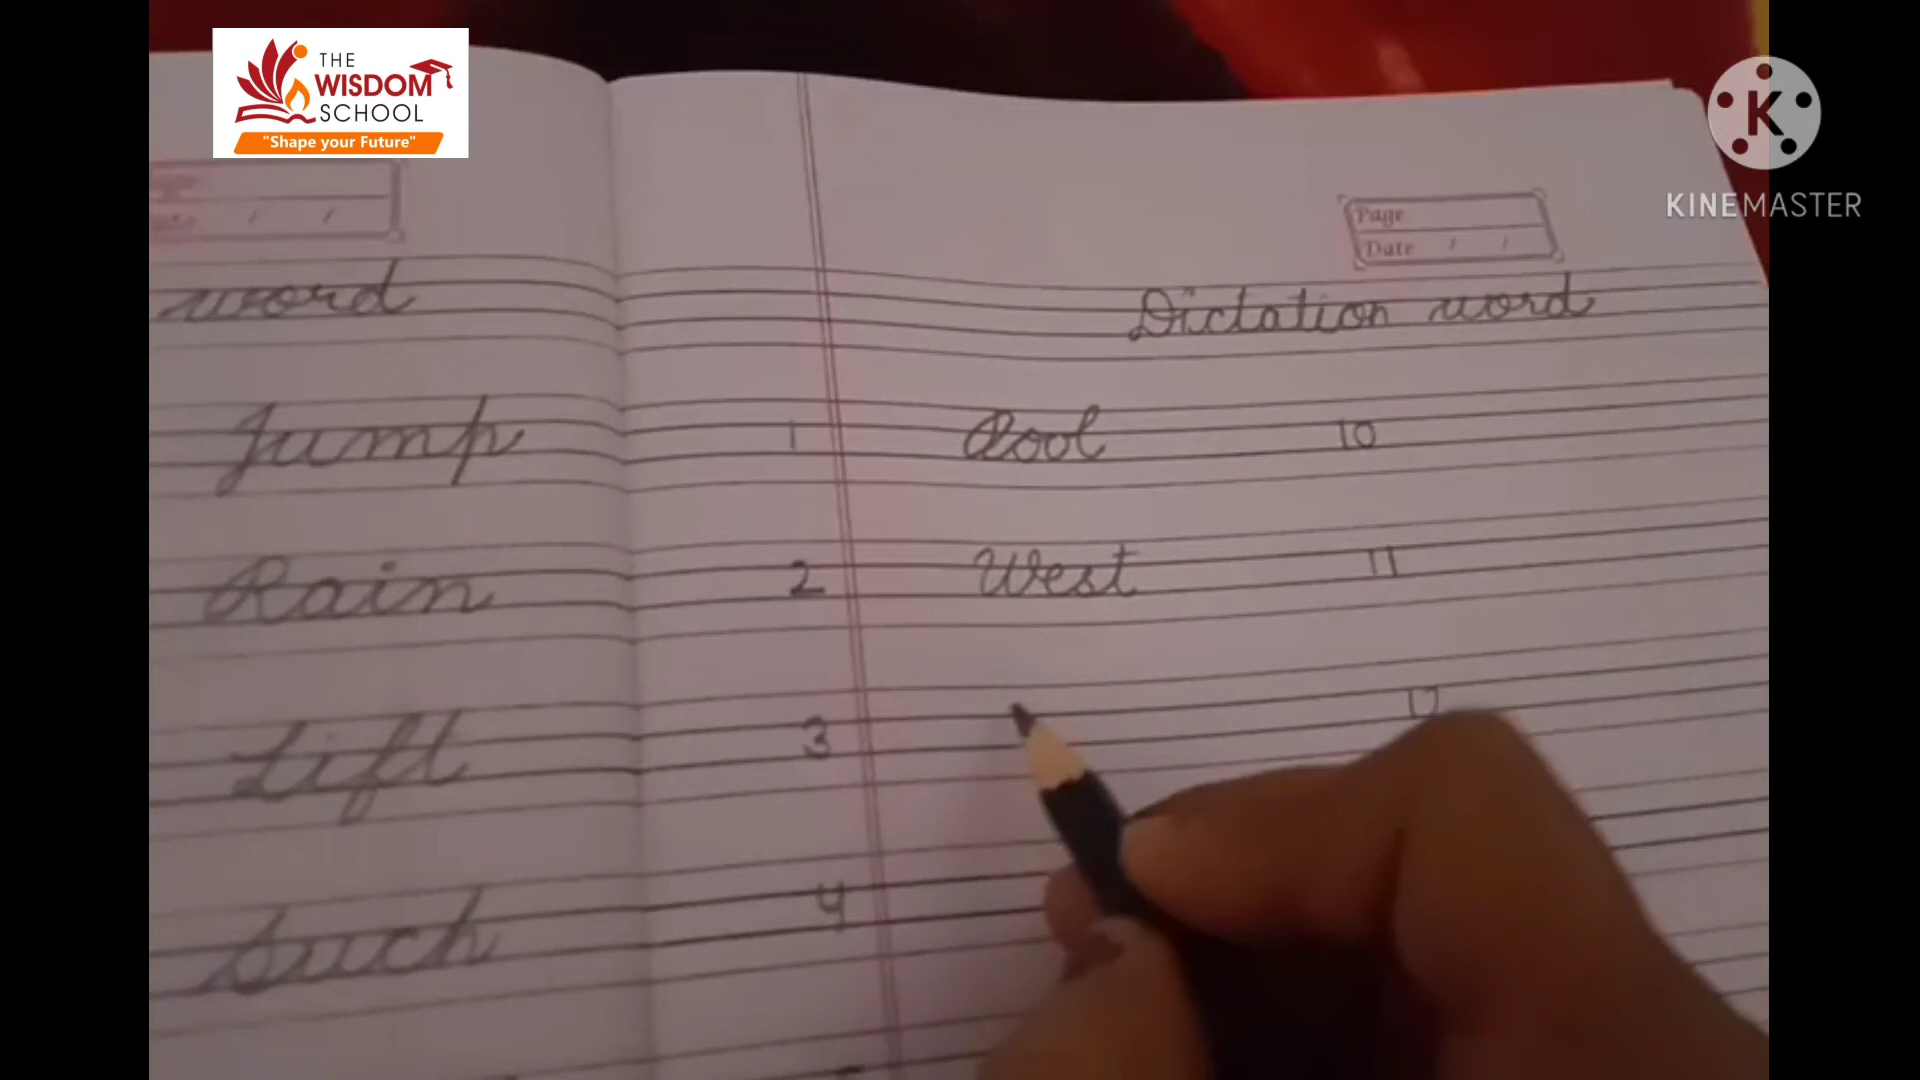 THE
WISDOM
SCHOOL
"Shape your Future"
K
KINEMASTER
Page
Date / /
word
Dictation word
Jump
1 Cool 10
Rain
2 West 11
Lift
3 12
Such
4